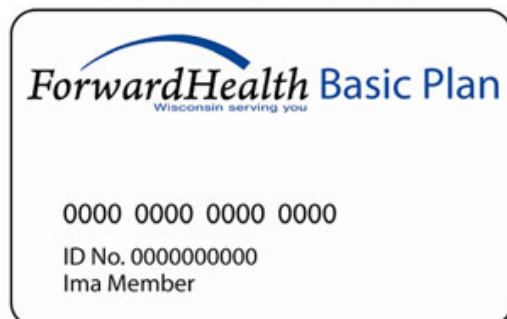 ForwardHealth Basic Plan
Wisconsin serving you
0000 0000 0000 0000
ID No. 0000000000
Ima Member